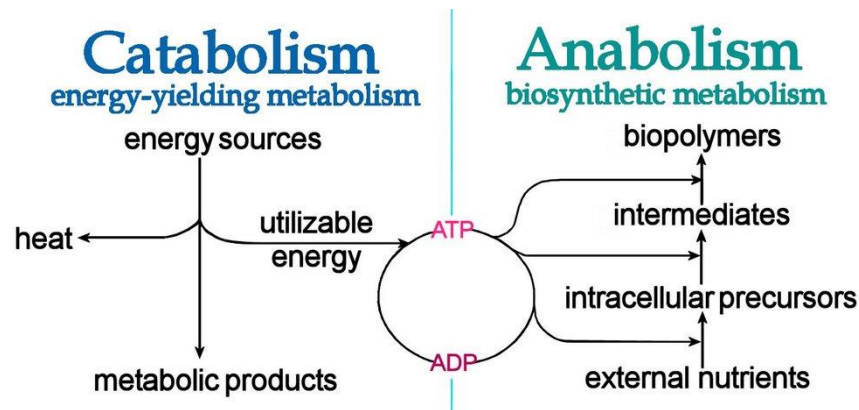 Catabolism
energy-yielding metabolism
energy sources
heat
utilizable
energy
metabolic products
ATP
ADP
Anabolism
biosynthetic metabolism
biopolymers
intermediates
intracellular precursors
external nutrients